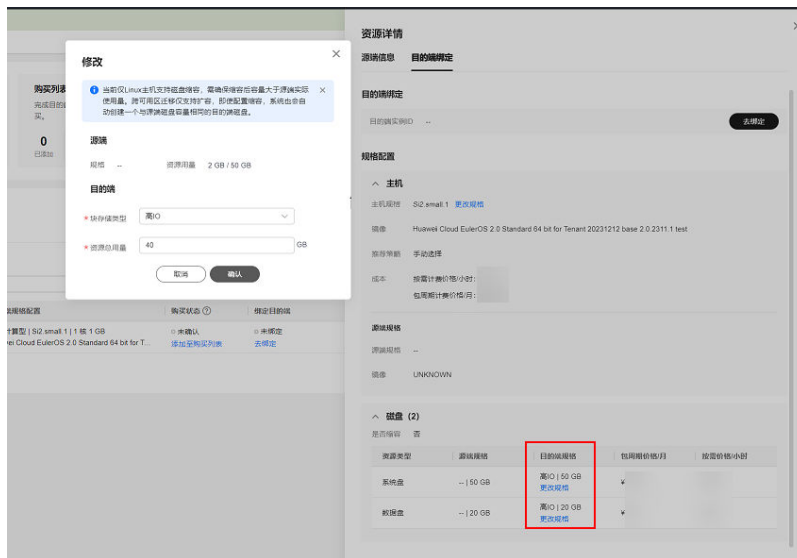 修改
当前仅Linux主机支持磁盘缩容，需确保缩容后容量大于源端实际
使用量。跨可用区迁移仅支持扩容，即使配置缩容，系统也会自
动创建一个与源端磁盘容量相同的目的端磁盘。
源端
规格 -- 资源用量 2 GB / 50 GB
目的端
* 块存储类型 高IO
* 资源总用量 40 GB
取消 确认
购买列表
完成目的
买。
0
已添加
规格配置 购买状态 绑定目的端
计算型 | Si2.small.1 | 1 核 1 GB 未确认 未绑定
ei Cloud EulerOS 2.0 Standard 64 bit for T... 添加至购买列表 去绑定
资源详情
源端信息 目的端绑定
目的端绑定
目的端实例ID -- 去绑定
规格配置
主机
主机规格 Si2.small.1 更改规格
镜像 Huawei Cloud EulerOS 2.0 Standard 64 bit for Tenant 20231212 base 2.0.2311.1 test
推荐策略 手动选择
成本 按需计费价格/小时:
包周期计费价格/月:
源端规格
源端规格 --
镜像 UNKNOWN
磁盘 (2)
是否缩容 否
资源类型 源端规格 目的端规格 包周期价格/月 按需价格/小时
系统盘 -- | 50 GB 高IO | 50 GB ¥
更改规格
数据盘 -- | 20 GB 高IO | 20 GB ¥
更改规格